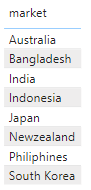 market
Australia
Bangladesh
India
Indonesia
Japan
Newzealand
Philiphines
South Korea